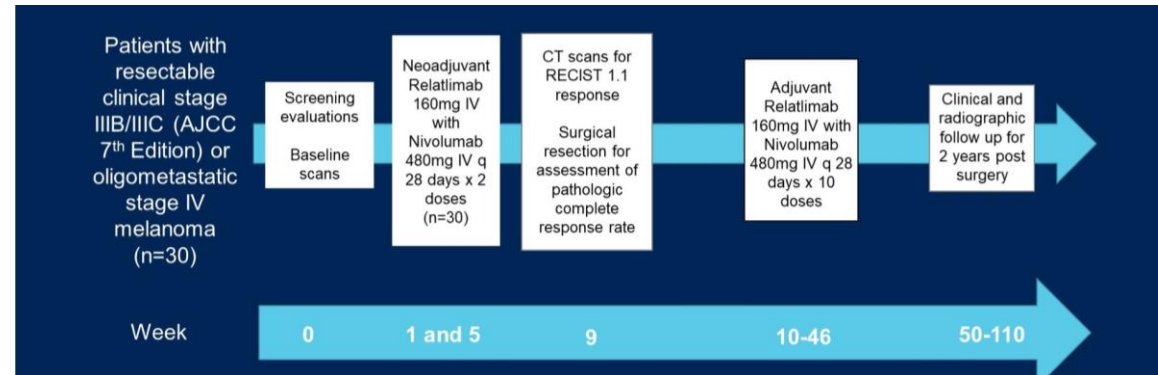 Patients with
resectable
clinical stage
IIIB/IIIC (AJCC
7th Edition) or
oligometastatic
stage IV
melanoma
(n=30)
Screening
evaluations
Baseline
scans
Neoadjuvant
Relatlimab
160mg IV
with
Nivolumab
480mg IV q
28 days x 2
doses
(n=30)
CT scans for
RECIST 1.1
response
Surgical
resection for
assessment of
pathologic
complete
response rate
Adjuvant
Relatlimab
160mg IV with
Nivolumab
480mg IV q 28
days x 10
doses
Clinical and
radiographic
follow up for
2 years post
surgery
Week
0
1 and 5
9
10-46
50-110